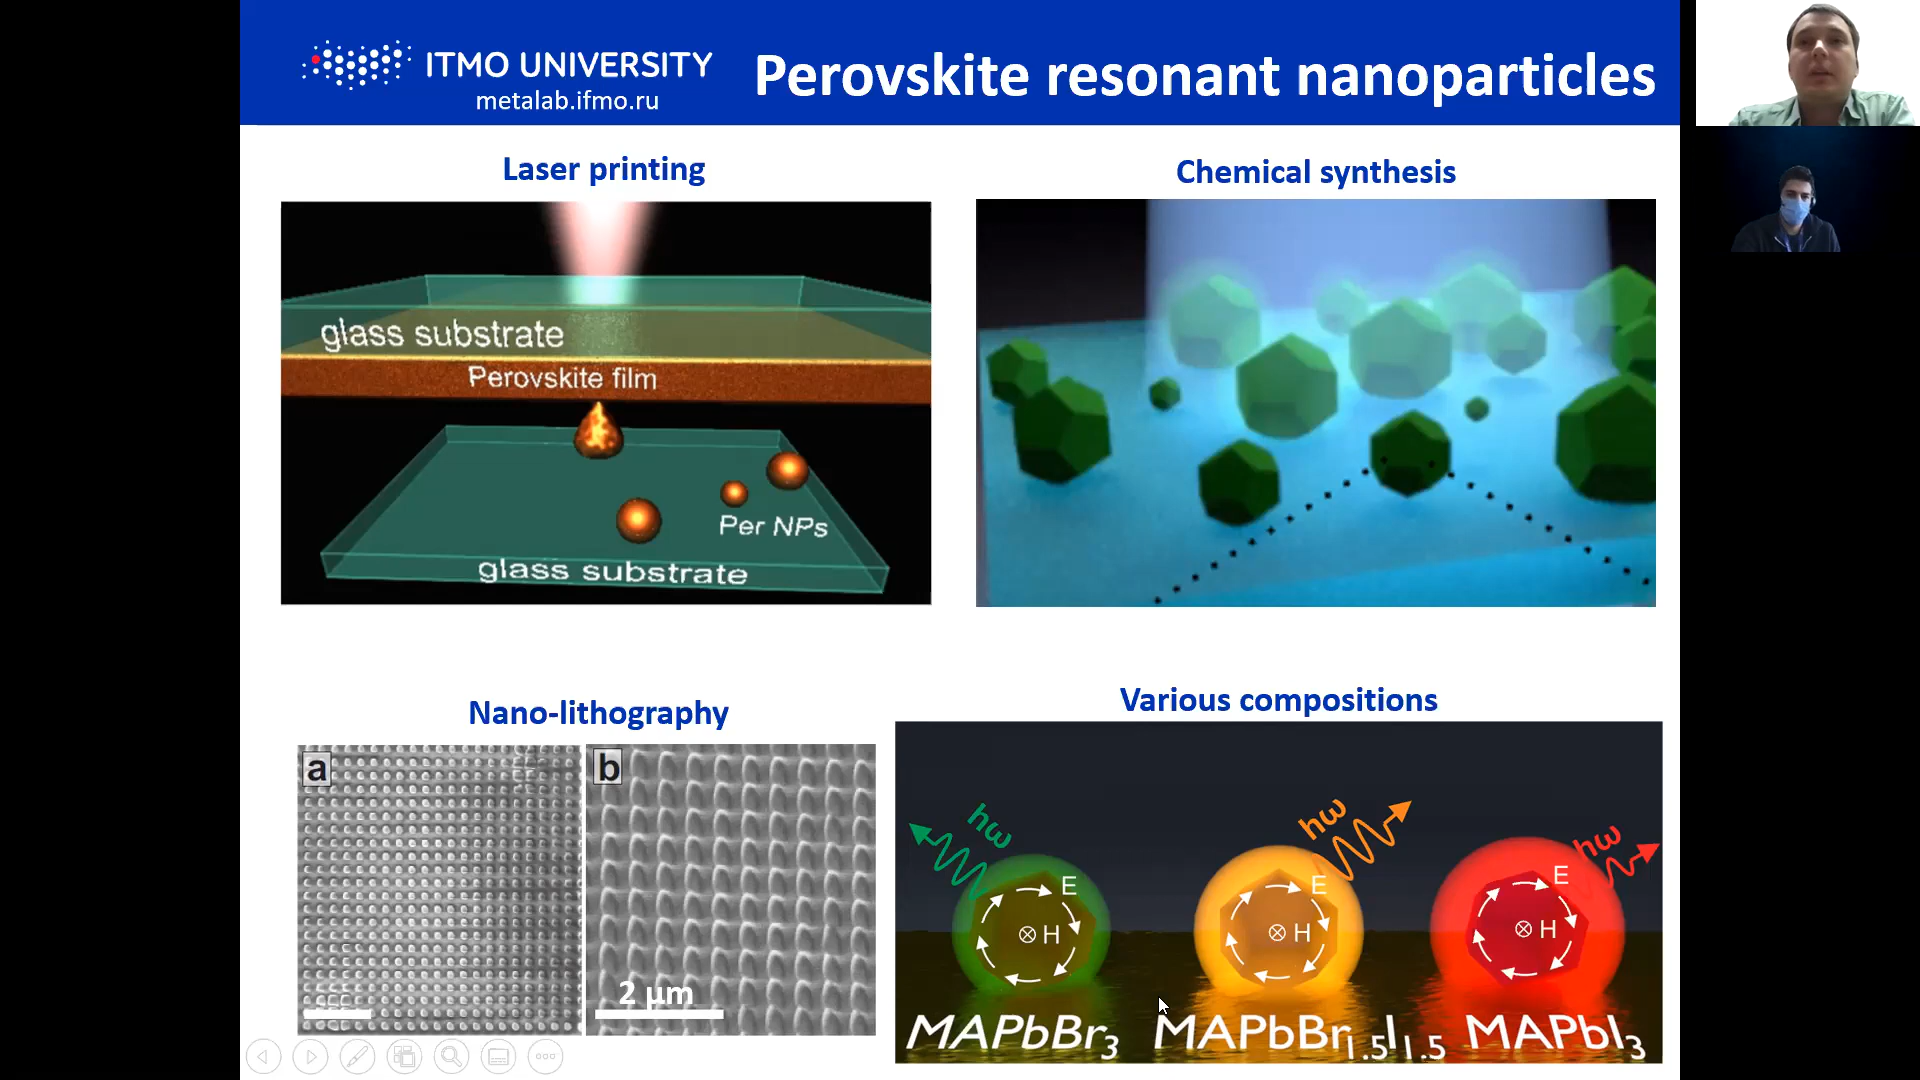 ITMO UNIVERSITY
metalab.ifmo.ru
Perovskite resonant nanoparticles
Laser printing
glass substrate
Perovskite film
Per NPs
glass substrate
Chemical synthesis
Nano-lithography
a
b
2 μm
Various compositions
hω
E
⊗ H
MAPbBr₃
hω
E
⊗ H
MAPbBr₁.₅I₁.₅
hω
E
⊗ H
MAPbI₃